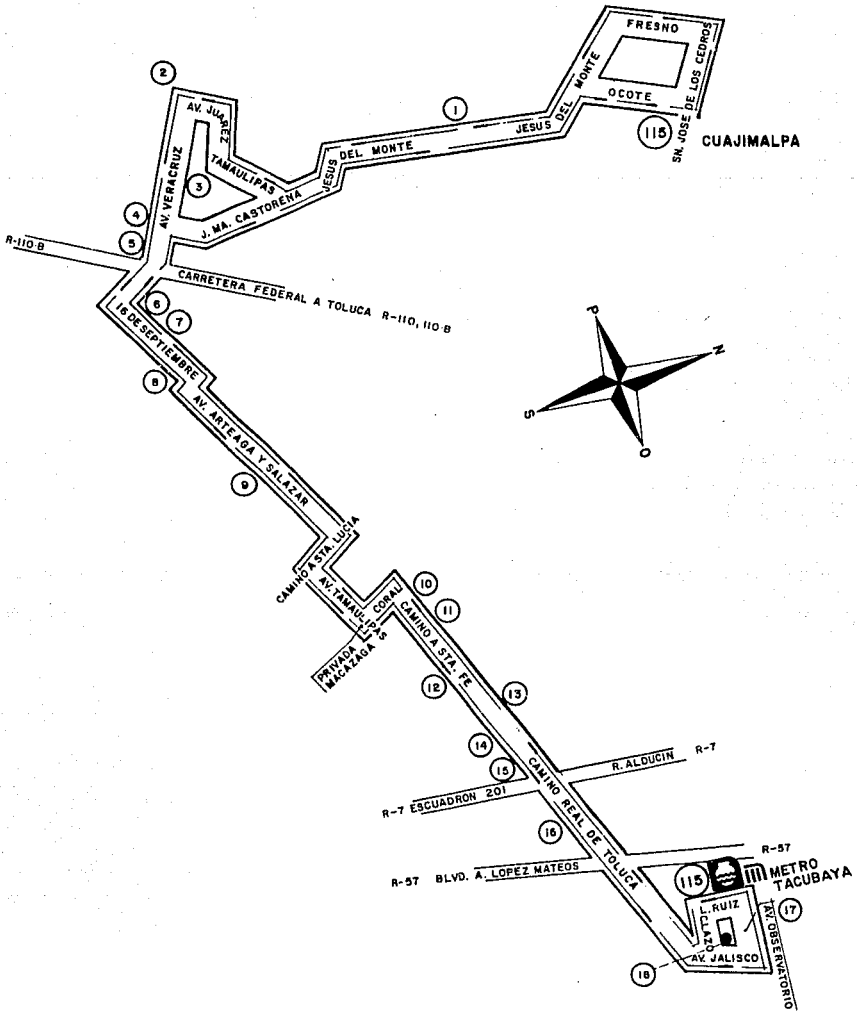 FRESNO
OCOTE
JESUS DEL MONTE
SN. JOSE DE LOS CEDROS
115
CUAJIMALPA
1
JESUS DEL MONTE
2
AV. JUAREZ
TAMAULIPAS
3
AV. VERACRUZ
J. MA. CASTORENA
4
5
R-110-B
CARRETERA FEDERAL A TOLUCA R-110, 110-B
6
7
16 DE SEPTIEMBRE
8
P
N
S
O
AV. ARTEAGA Y SALAZAR
9
CAMINO A STA. LUCIA
AV. TAMAULIPAS
CORAL
PRIVADA
MACAZAGA
10
11
CAMINO A STA. FE
12
13
14
15
R-7 ESCUADRON 201
R. ALDUCIN R-7
CAMINO REAL DE TOLUCA
16
R-57 BLVD. A. LOPEZ MATEOS
R-57
115
METRO
TACUBAYA
L. RUIZ
L. CLAZO
AV. JALISCO
17
AV. OBSERVATORIO
18